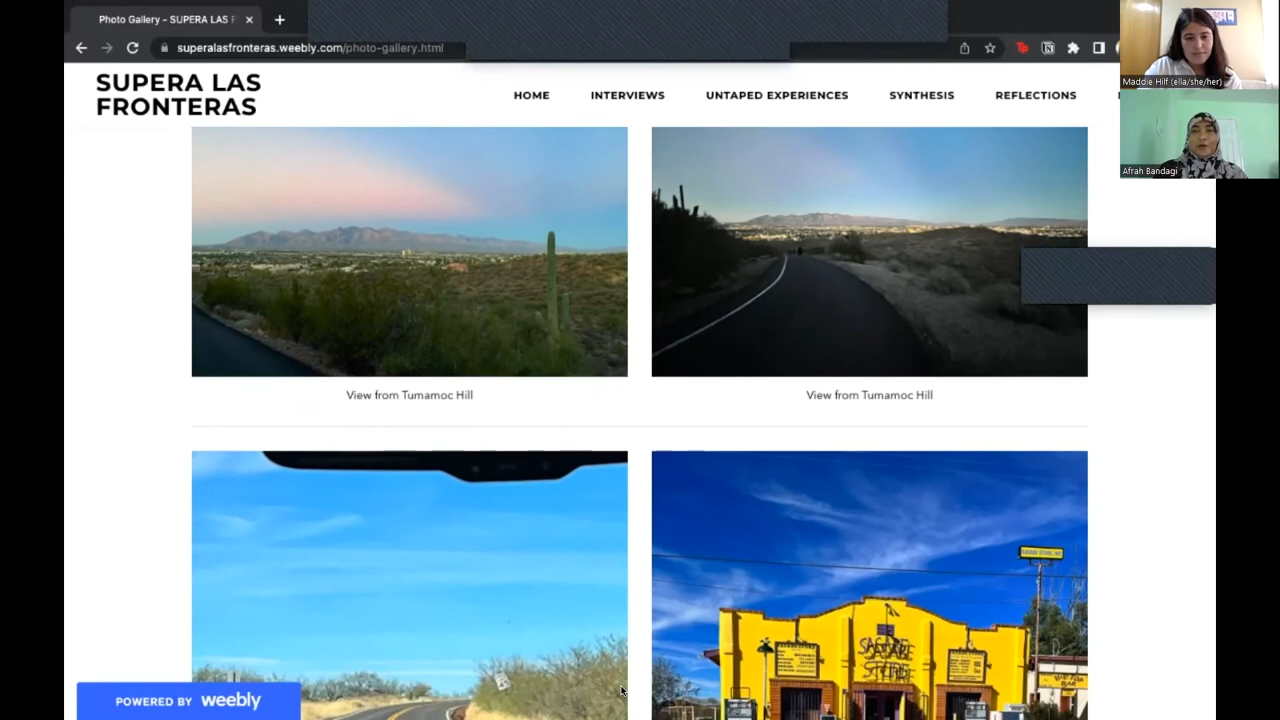 Photo Gallery - SUPERA LAS F
superalasfronteras.weebly.com/photo-gallery.html
SUPERA LAS
FRONTERAS
HOME
INTERVIEWS
UNTAPED EXPERIENCES
SYNTHESIS
REFLECTIONS
Maddie Hilf (ella/she/her)
Afrah Bandagi
View from Tumamoc Hill
View from Tumamoc Hill
SASABE
STORE
POWERED BY weebly